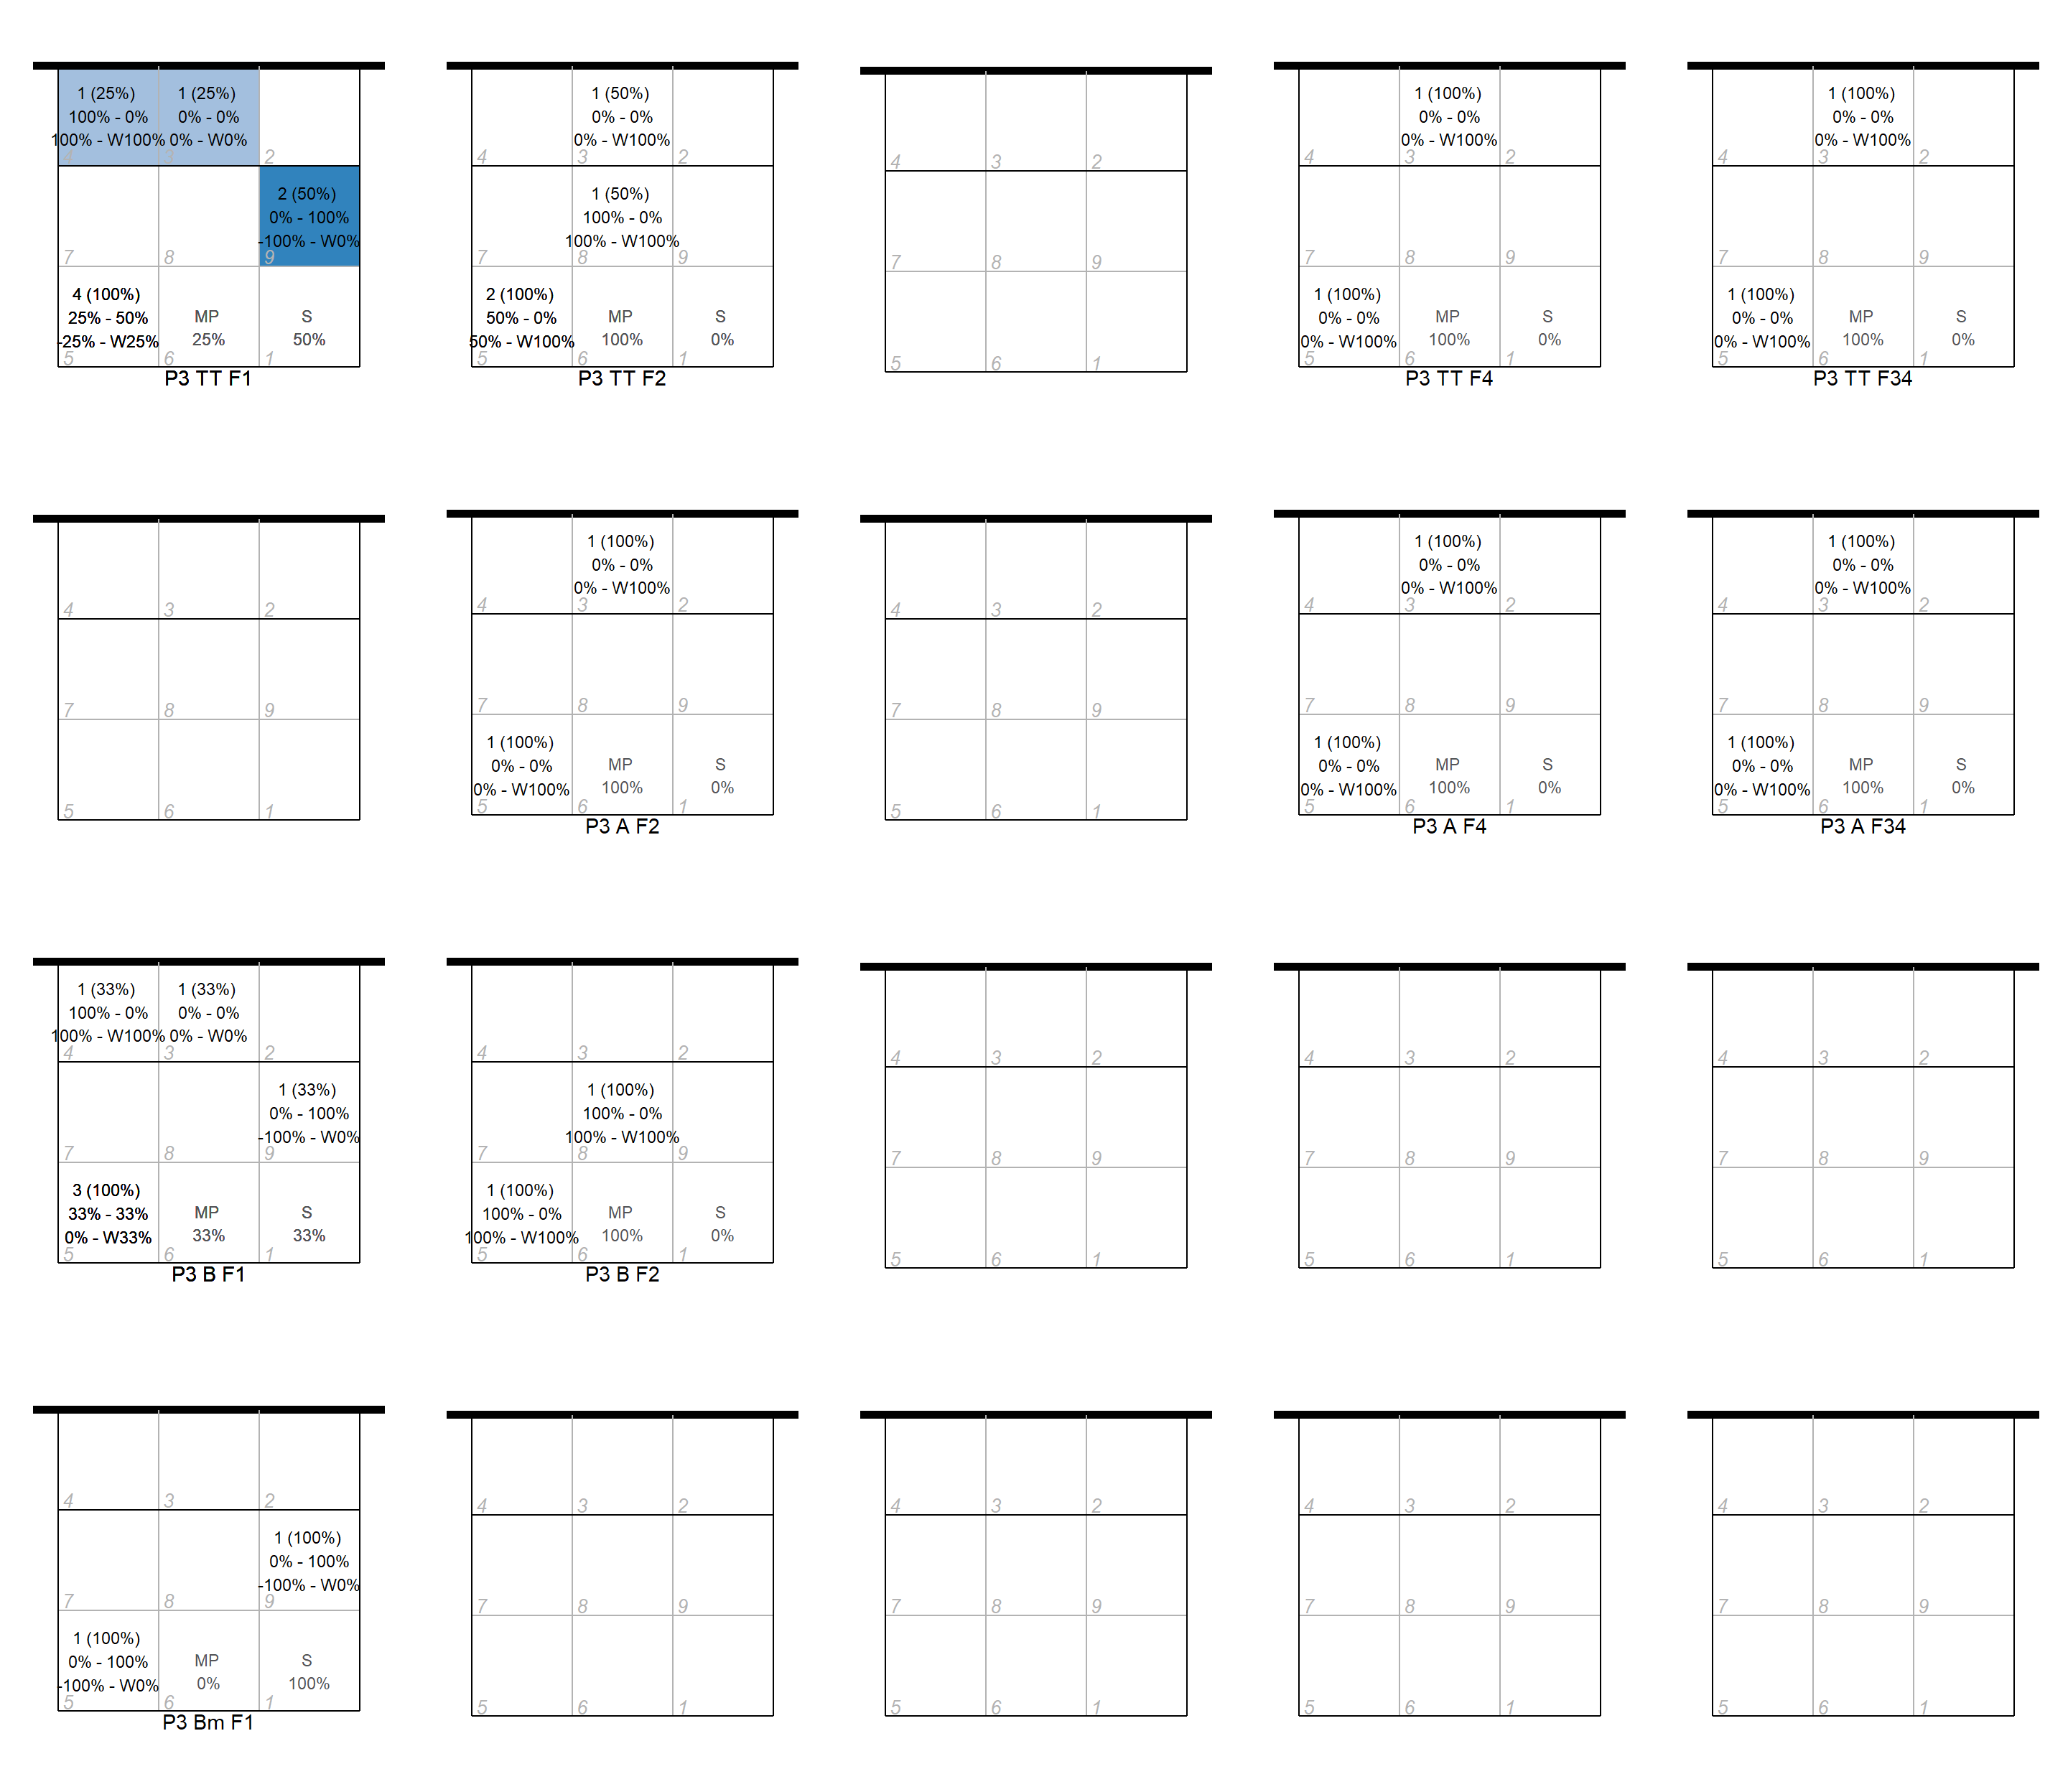 1 (25%) 1 (25%)
100% - 0% 0% - 0%
100% - W100% 0% - W0%
4 3 2
2 (50%)
0% - 100%
-100% - W0%
7 8 9
4 (100%)
25% - 50% MP S
-25% - W25% 25% 50%
5 6 1
P3 TT F1
1 (50%)
0% - 0%
0% - W100%
4 3 2
1 (50%)
100% - 0%
100% - W100%
7 8 9
2 (100%)
50% - 0% MP S
50% - W100% 100% 0%
5 6 1
P3 TT F2
4 3 2
7 8 9
5 6 1
1 (100%)
0% - 0%
0% - W100%
4 3 2
7 8 9
1 (100%)
0% - 0% MP S
0% - W100% 100% 0%
5 6 1
P3 TT F4
1 (100%)
0% - 0%
0% - W100%
4 3 2
7 8 9
1 (100%)
0% - 0% MP S
0% - W100% 100% 0%
5 6 1
P3 TT F34
4 3 2
7 8 9
5 6 1
1 (100%)
0% - 0%
0% - W100%
4 3 2
7 8 9
1 (100%)
0% - 0% MP S
0% - W100% 100% 0%
5 6 1
P3 A F2
4 3 2
7 8 9
5 6 1
1 (100%)
0% - 0%
0% - W100%
4 3 2
7 8 9
1 (100%)
0% - 0% MP S
0% - W100% 100% 0%
5 6 1
P3 A F4
1 (100%)
0% - 0%
0% - W100%
4 3 2
7 8 9
1 (100%)
0% - 0% MP S
0% - W100% 100% 0%
5 6 1
P3 A F34
1 (33%) 1 (33%)
100% - 0% 0% - 0%
100% - W100% 0% - W0%
4 3 2
1 (33%)
0% - 100%
-100% - W0%
7 8 9
3 (100%)
33% - 33% MP S
0% - W33% 33% 33%
5 6 1
P3 B F1
4 3 2
1 (100%)
100% - 0%
100% - W100%
7 8 9
1 (100%)
100% - 0% MP S
100% - W100% 100% 0%
5 6 1
P3 B F2
4 3 2
7 8 9
5 6 1
4 3 2
7 8 9
5 6 1
4 3 2
7 8 9
5 6 1
4 3 2
1 (100%)
0% - 100%
-100% - W0%
7 8 9
1 (100%)
0% - 100% MP S
-100% - W0% 0% 100%
5 6 1
P3 Bm F1
4 3 2
7 8 9
5 6 1
4 3 2
7 8 9
5 6 1
4 3 2
7 8 9
5 6 1
4 3 2
7 8 9
5 6 1